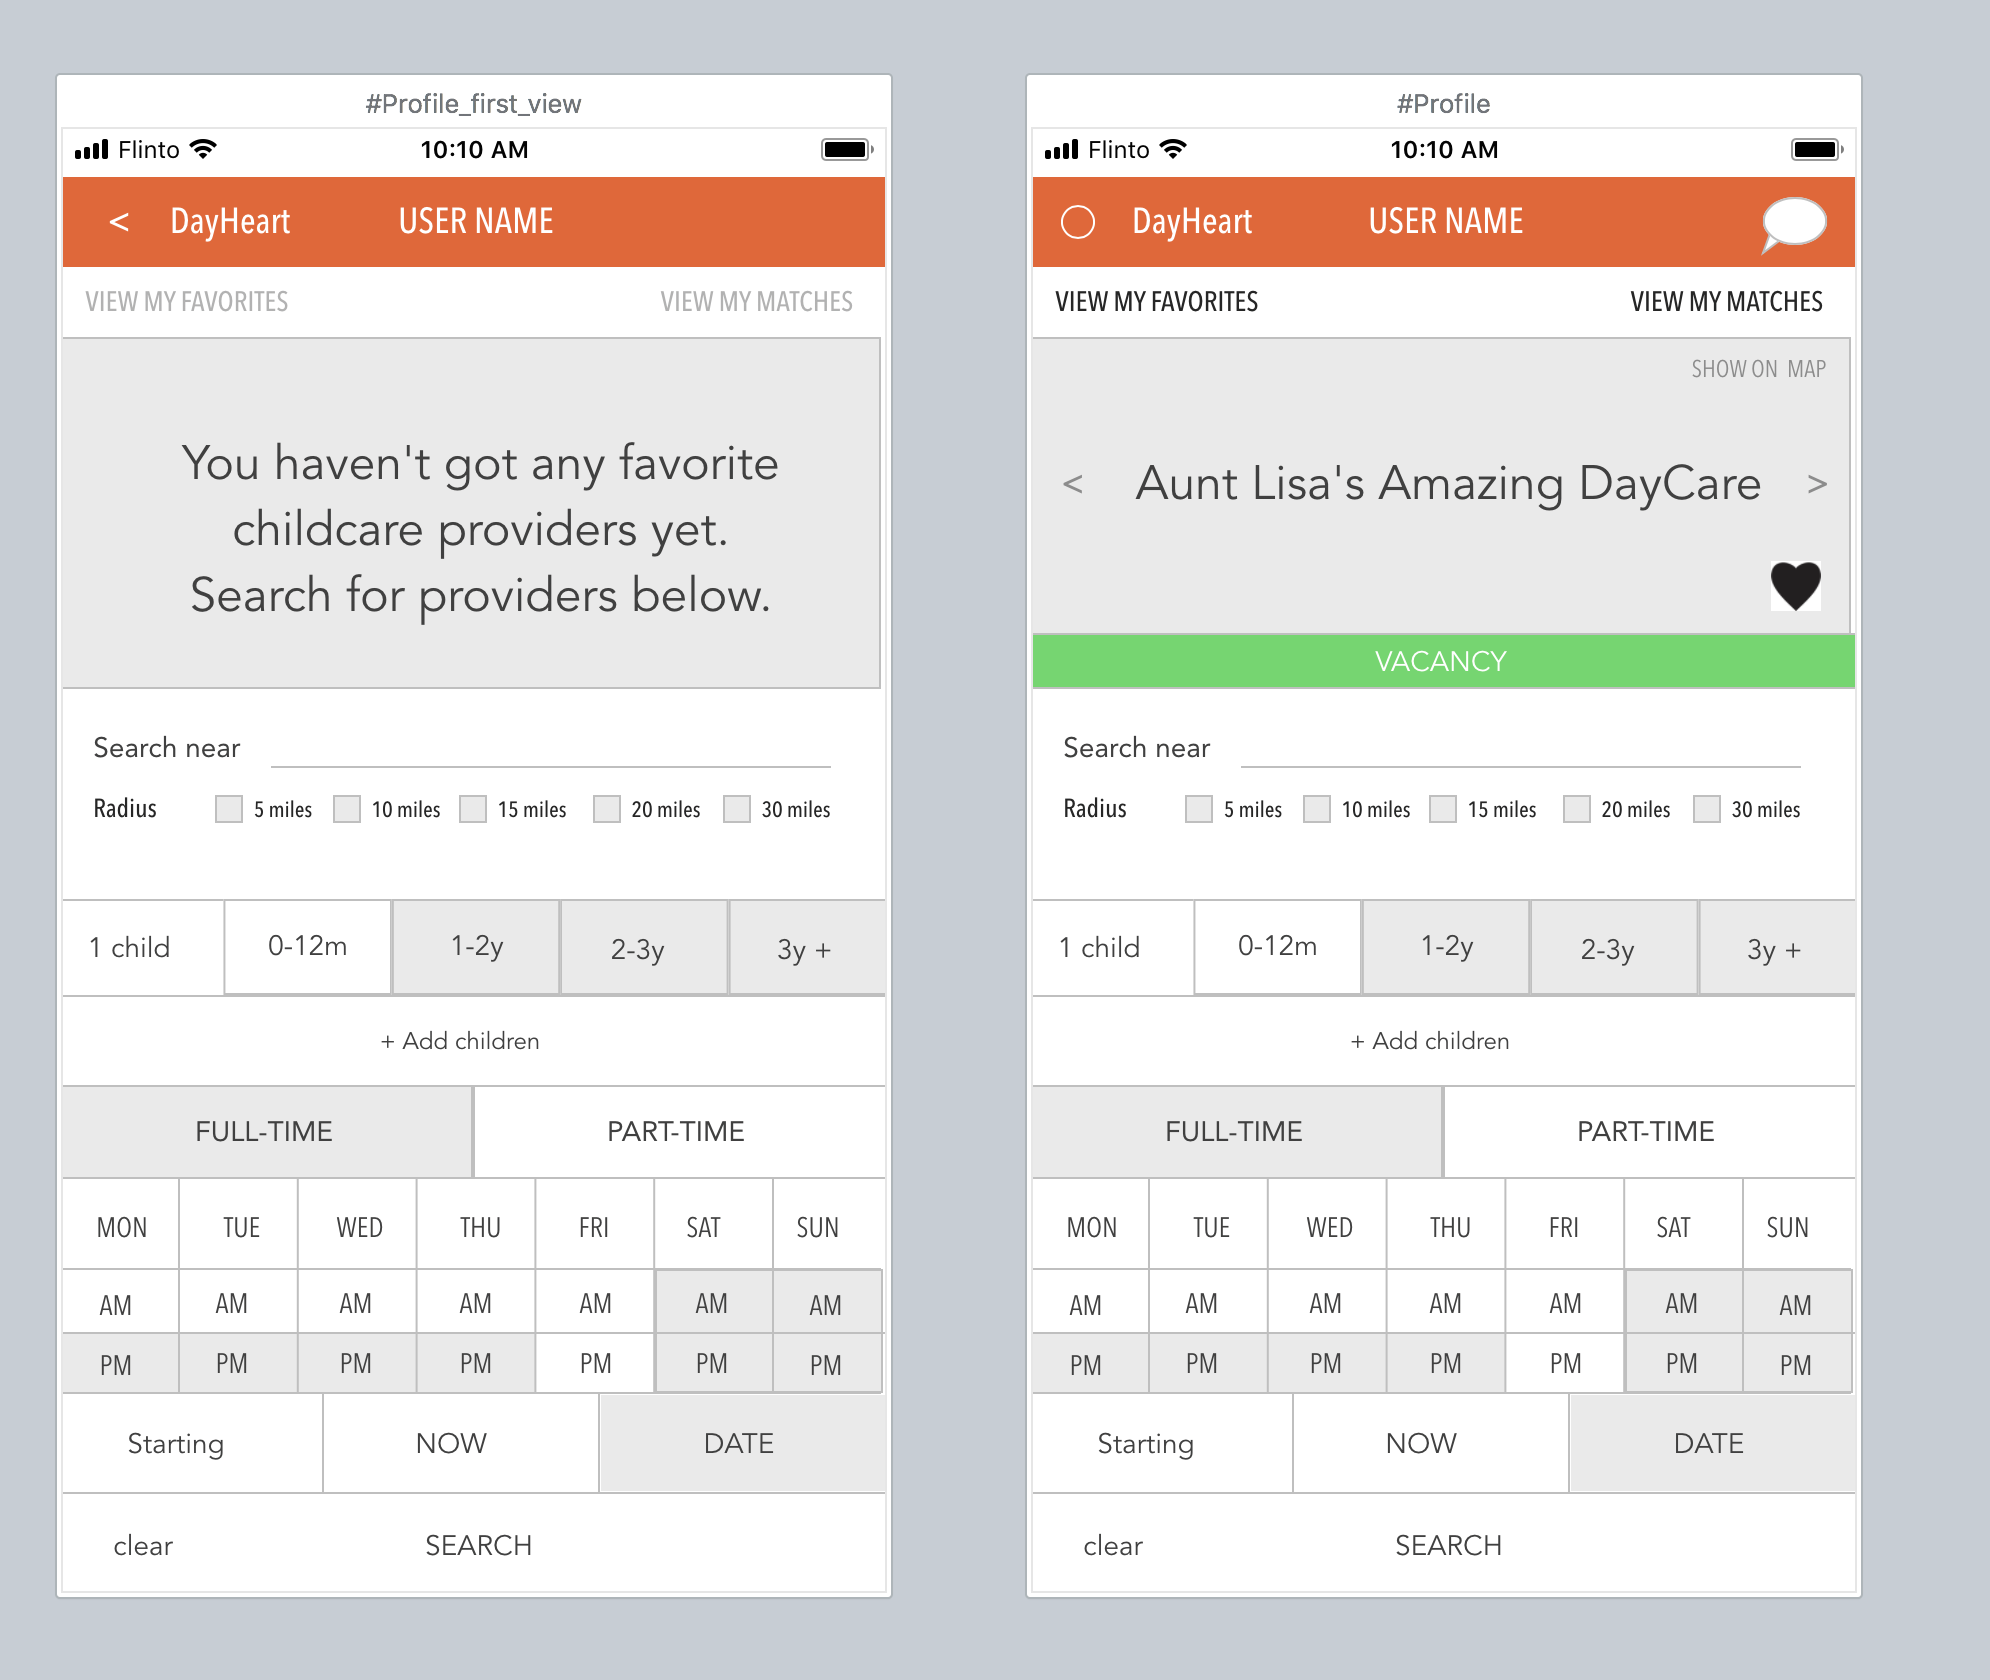 #Profile_first_view
Flinto 10:10 AM
< DayHeart USER NAME
VIEW MY FAVORITES VIEW MY MATCHES
You haven't got any favorite
childcare providers yet.
Search for providers below.
Search near
Radius 5 miles 10 miles 15 miles 20 miles 30 miles
1 child 0-12m 1-2y 2-3y 3y +
+ Add children
FULL-TIME PART-TIME
MON TUE WED THU FRI SAT SUN
AM AM AM AM AM AM AM
PM PM PM PM PM PM PM
Starting NOW DATE
clear SEARCH
#Profile
Flinto 10:10 AM
DayHeart USER NAME
VIEW MY FAVORITES VIEW MY MATCHES
SHOW ON MAP
< Aunt Lisa's Amazing DayCare >
VACANCY
Search near
Radius 5 miles 10 miles 15 miles 20 miles 30 miles
1 child 0-12m 1-2y 2-3y 3y +
+ Add children
FULL-TIME PART-TIME
MON TUE WED THU FRI SAT SUN
AM AM AM AM AM AM AM
PM PM PM PM PM PM PM
Starting NOW DATE
clear SEARCH